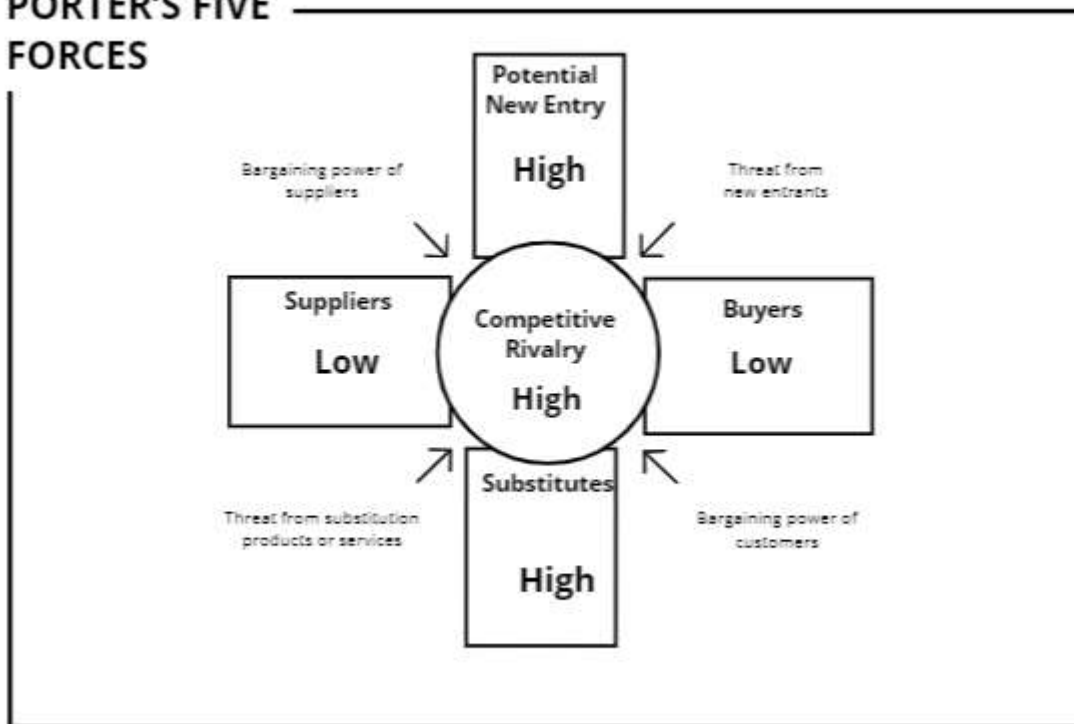 PORTER'S FIVE
FORCES
Potential
New Entry
High
Bargaining power of
suppliers
Threat from
new entrants
Suppliers
Low
Competitive
Rivalry
High
Buyers
Low
Substitutes
High
Threat from substitution
products or services
Bargaining power of
customers